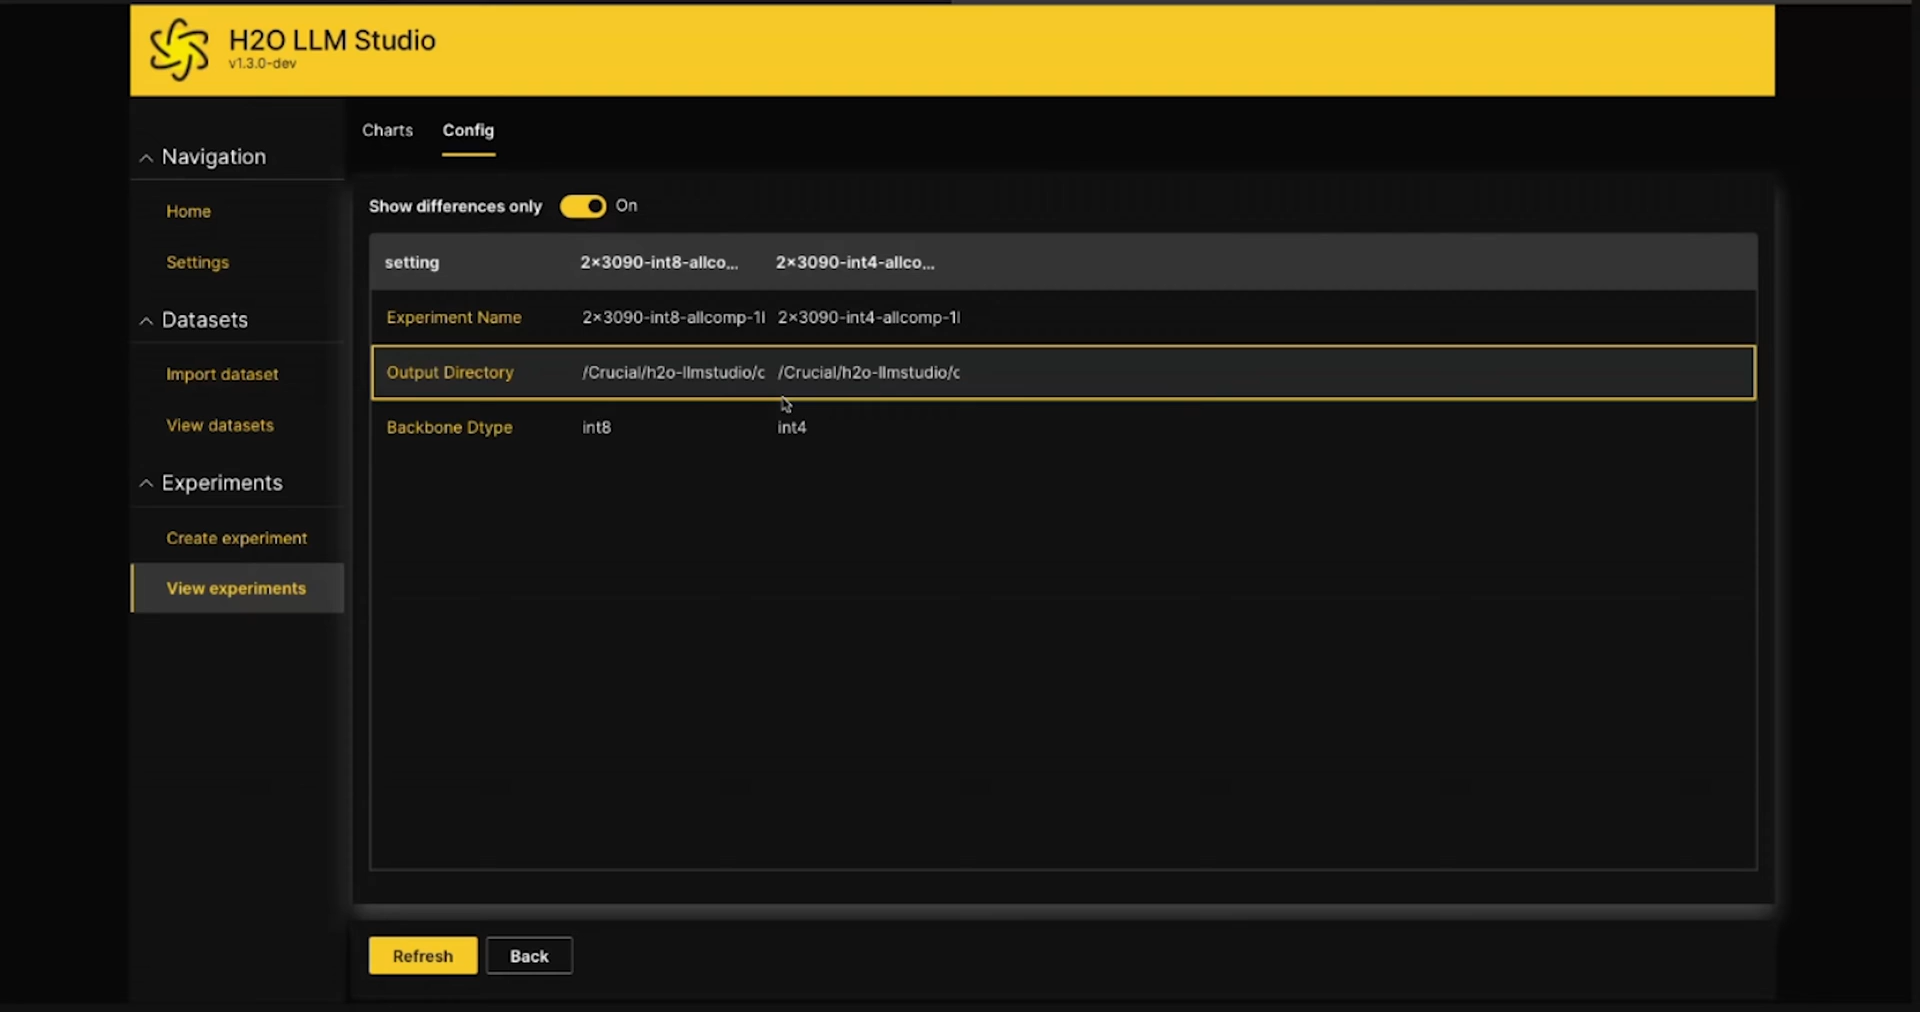 H2O LLM Studio
v1.3.0-dev
Navigation
Home
Settings
Datasets
Import dataset
View datasets
Experiments
Create experiment
View experiments
Charts Config
Show differences only On
setting 2×3090-int8-allco... 2×3090-int4-allco...
Experiment Name 2×3090-int8-allcomp-1 2×3090-int4-allcomp-1
Output Directory /Crucial/h2o-llmstudio/c /Crucial/h2o-llmstudio/c
Backbone Dtype int8 int4
Refresh Back